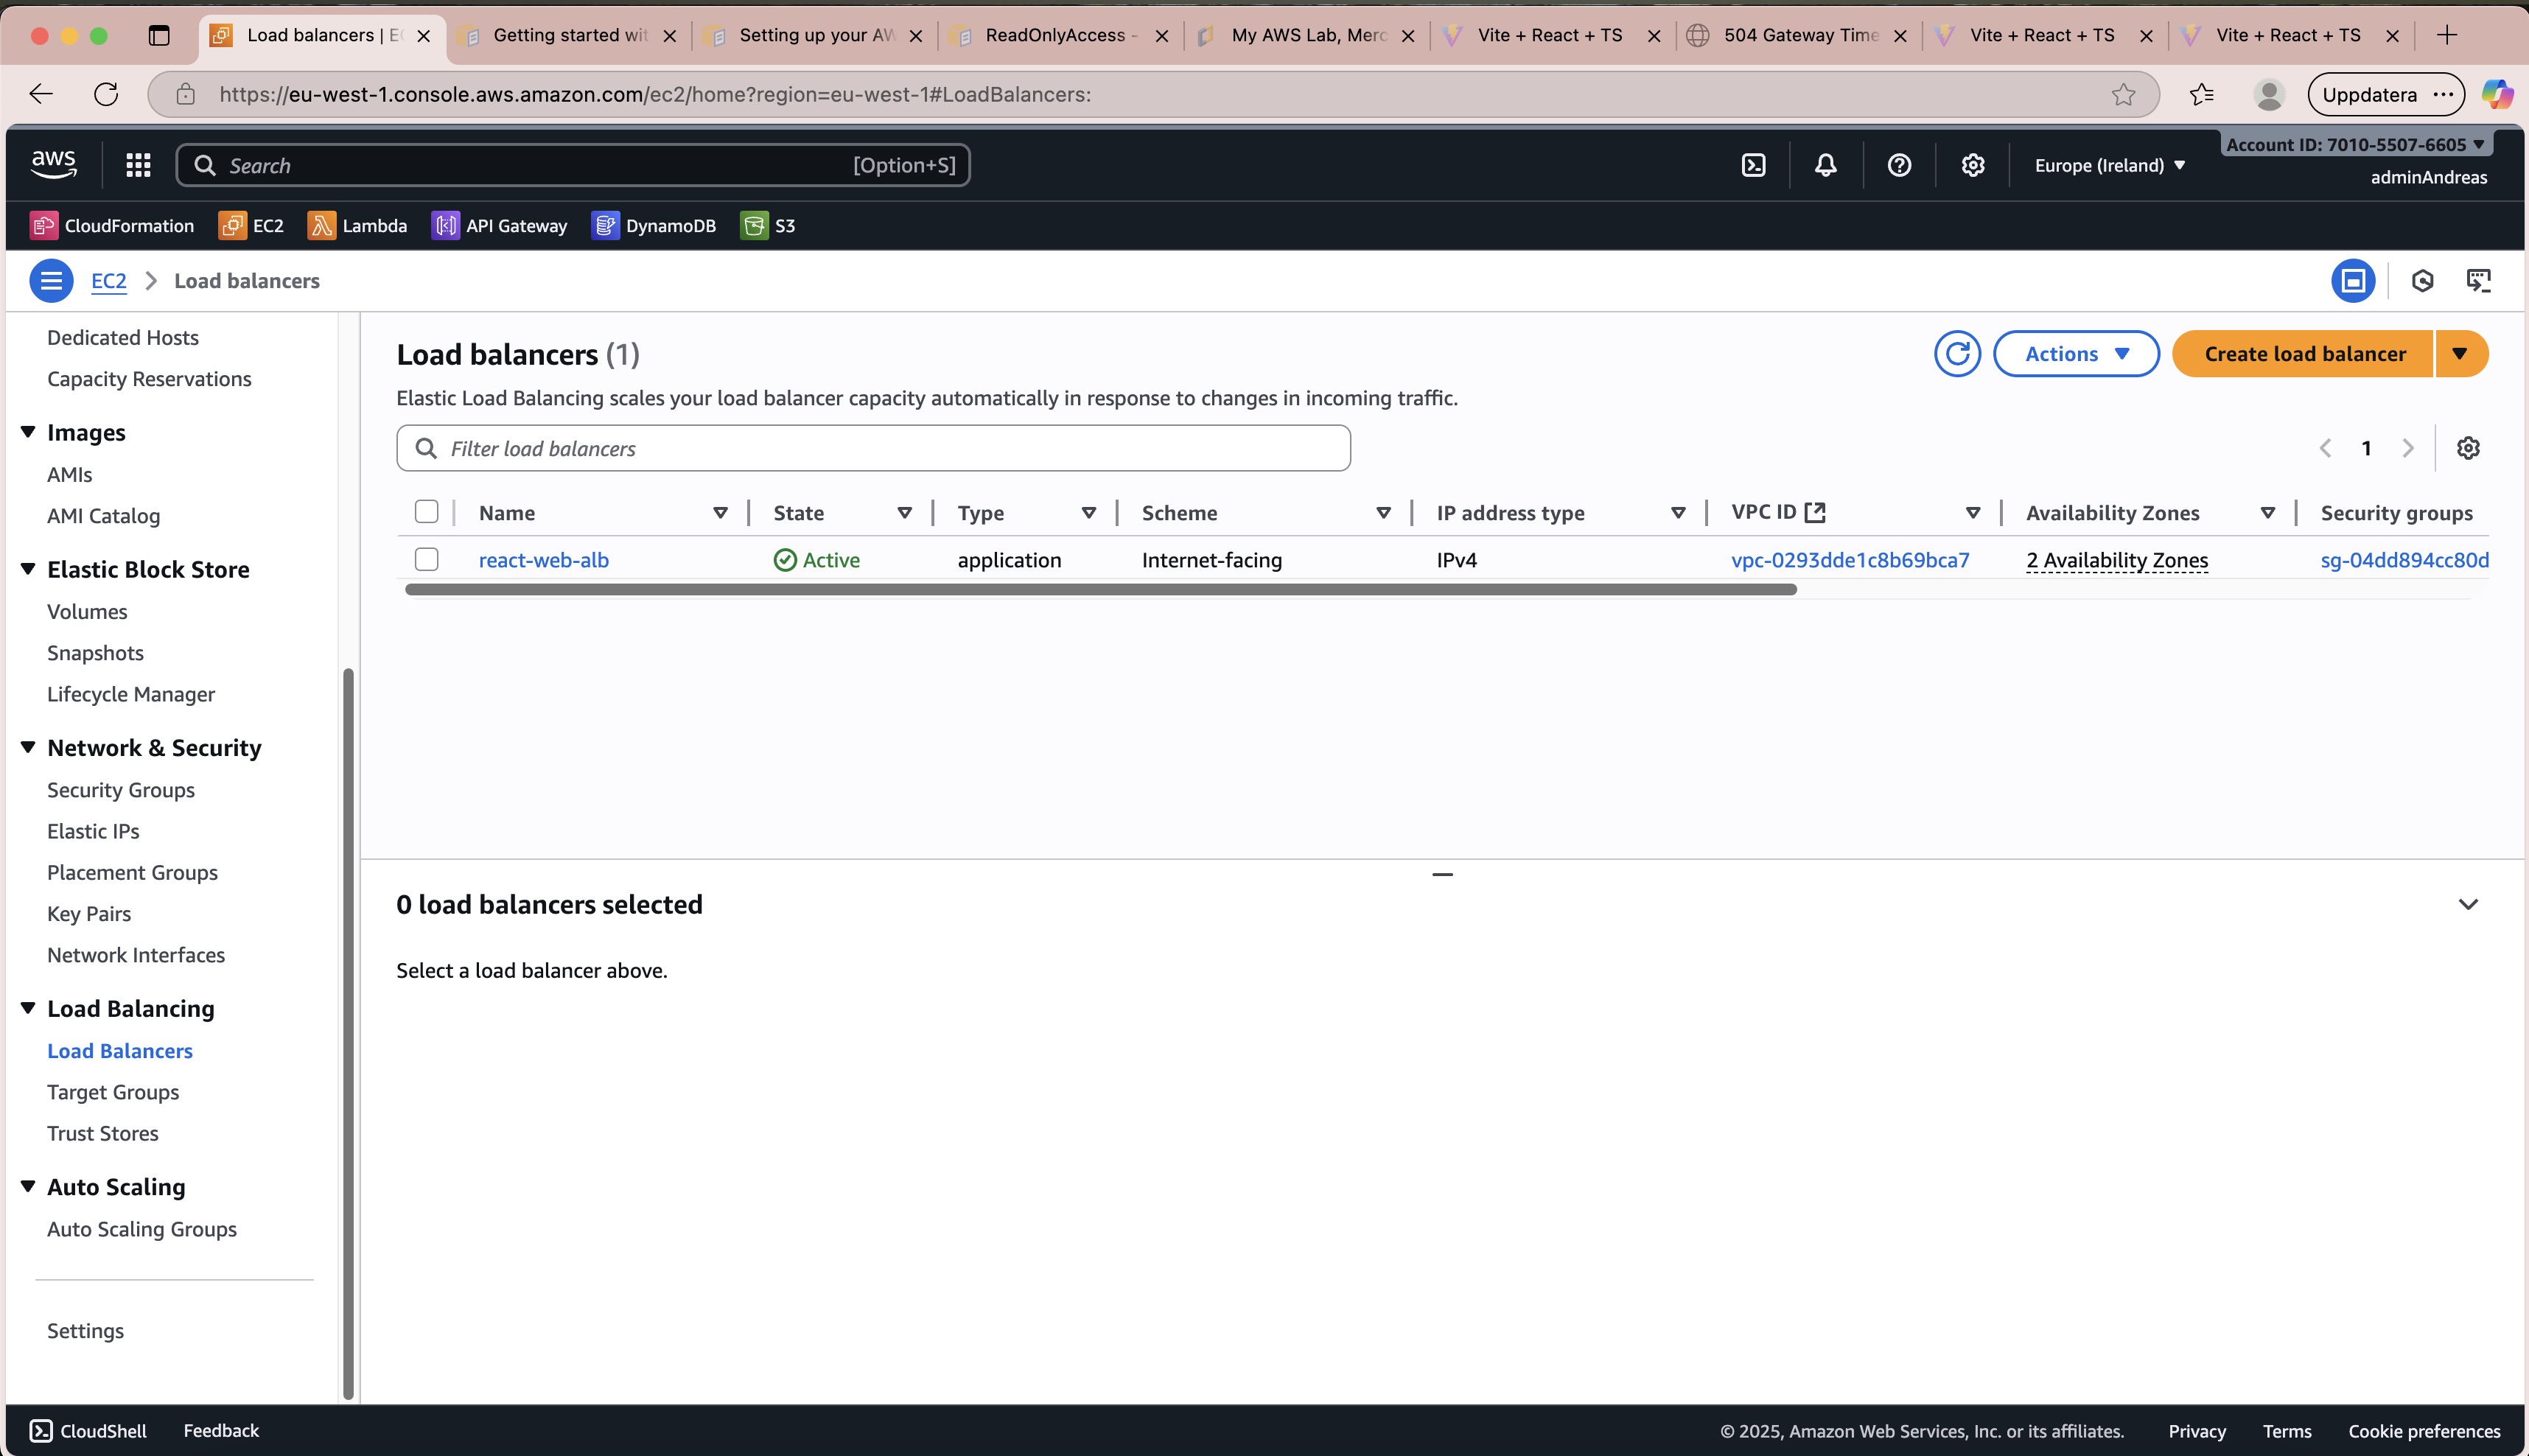 Load balancers | E
Getting started wit
Setting up your AW
ReadOnlyAccess -
My AWS Lab, Merc
Vite + React + TS
504 Gateway Time
Vite + React + TS
Vite + React + TS
https://eu-west-1.console.aws.amazon.com/ec2/home?region=eu-west-1#LoadBalancers:
Uppdatera
aws
Search
[Option+S]
Europe (Ireland)
Account ID: 7010-5507-6605
adminAndreas
CloudFormation
EC2
Lambda
API Gateway
DynamoDB
S3
EC2
Load balancers
Dedicated Hosts
Capacity Reservations
Images
AMIs
AMI Catalog
Elastic Block Store
Volumes
Snapshots
Lifecycle Manager
Network & Security
Security Groups
Elastic IPs
Placement Groups
Key Pairs
Network Interfaces
Load Balancing
Load Balancers
Target Groups
Trust Stores
Auto Scaling
Auto Scaling Groups
Settings
Load balancers (1)
Actions
Create load balancer
Elastic Load Balancing scales your load balancer capacity automatically in response to changes in incoming traffic.
Filter load balancers
1
Name
State
Type
Scheme
IP address type
VPC ID
Availability Zones
Security groups
react-web-alb
Active
application
Internet-facing
IPv4
vpc-0293dde1c8b69bca7
2 Availability Zones
sg-04dd894cc80d
0 load balancers selected
Select a load balancer above.
CloudShell
Feedback
© 2025, Amazon Web Services, Inc. or its affiliates.
Privacy
Terms
Cookie preferences